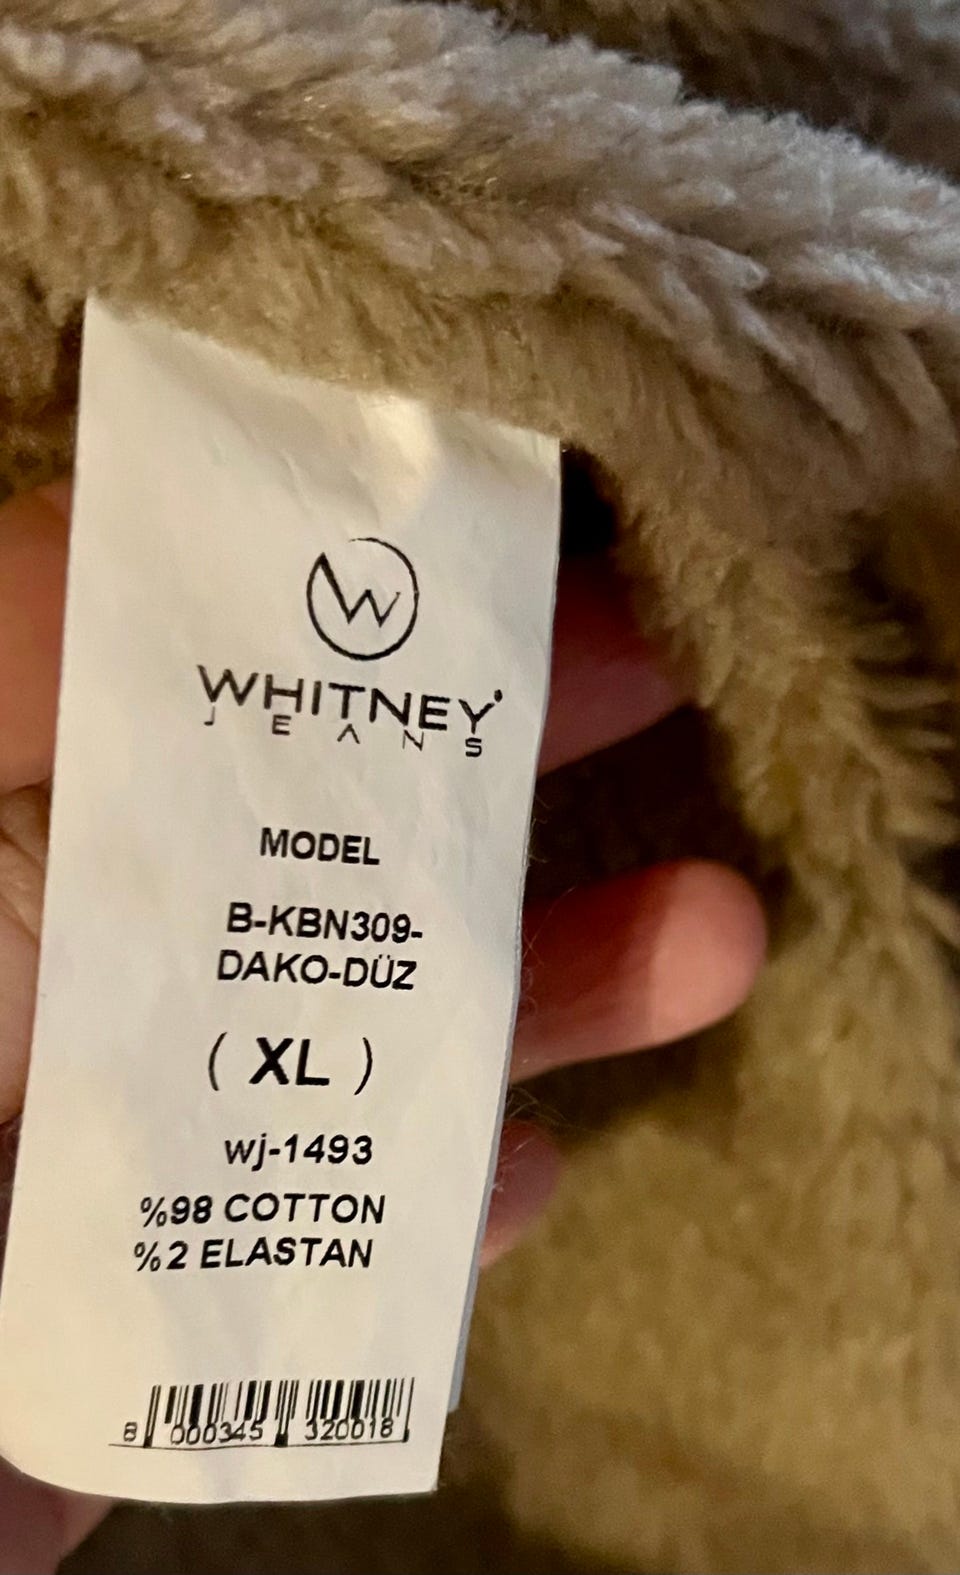 W
WHITNEY
JEANS
MODEL
B-KBN309-
DAKO-DÜZ
( XL )
wj-1493
%98 COTTON
%2 ELASTAN
8 000345 320018